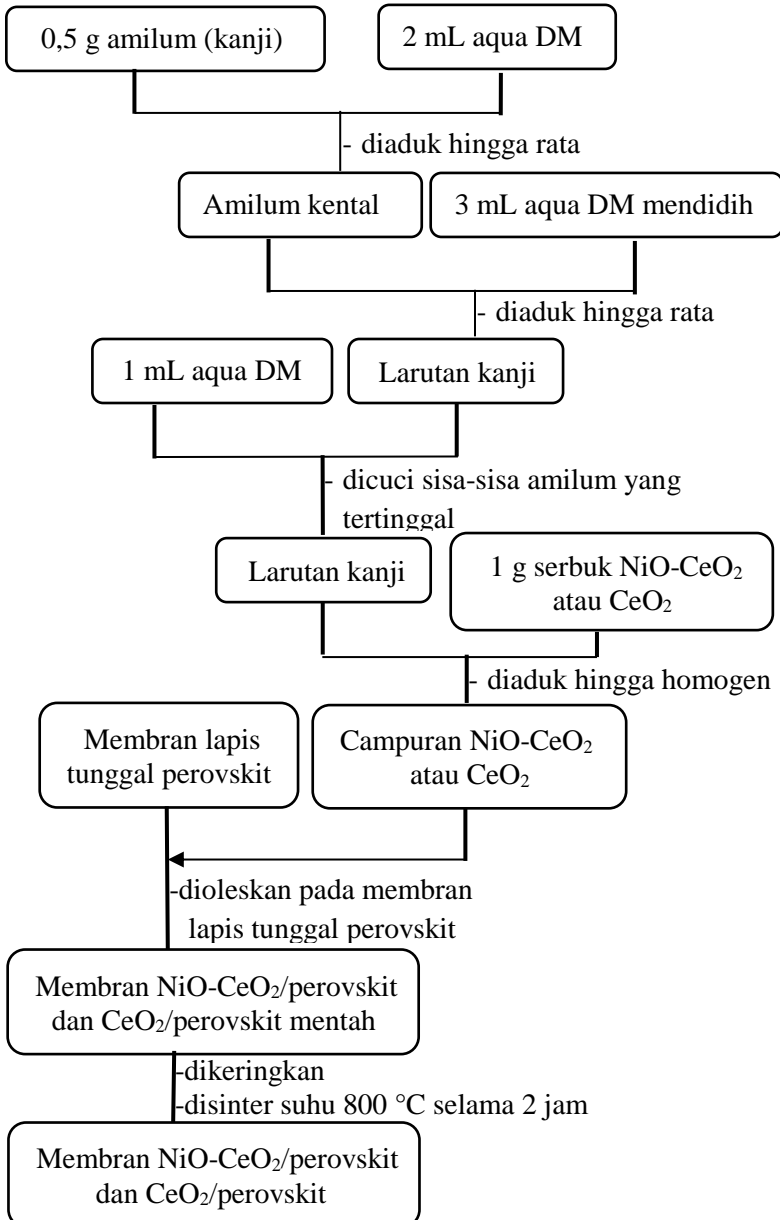 0,5 g amilum (kanji)
2 mL aqua DM
- diaduk hingga rata
Amilum kental
3 mL aqua DM mendidih
- diaduk hingga rata
1 mL aqua DM
Larutan kanji
- dicuci sisa-sisa amilum yang
tertinggal
Larutan kanji
1 g serbuk NiO-CeO₂
atau CeO₂
- diaduk hingga homogen
Membran lapis
tunggal perovskit
Campuran NiO-CeO₂
atau CeO₂
-dioleskan pada membran
lapis tunggal perovskit
Membran NiO-CeO₂/perovskit
dan CeO₂/perovskit mentah
-dikeringkan
-disinter suhu 800 °C selama 2 jam
Membran NiO-CeO₂/perovskit
dan CeO₂/perovskit